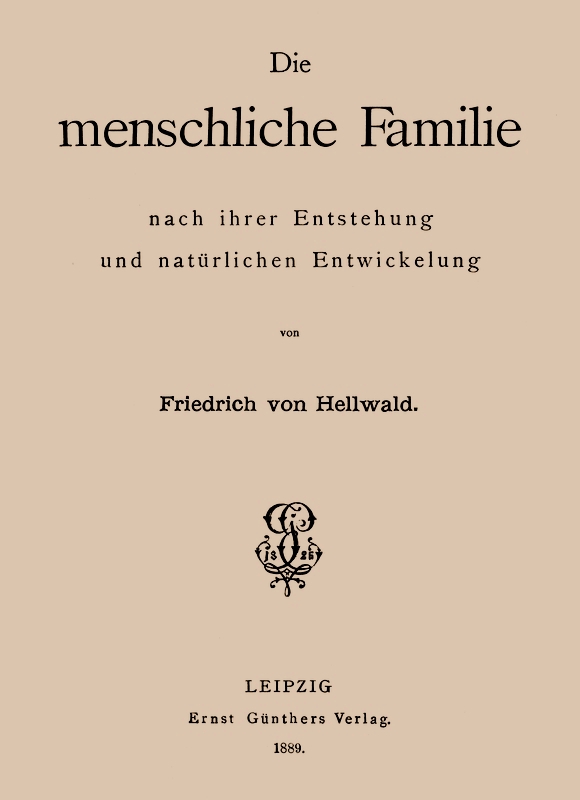 Die
menschliche Familie
nach ihrer Entstehung
und natürlichen Entwickelung
von
Friedrich von Hellwald.
LEIPZIG
Ernst Günthers Verlag.
1889.